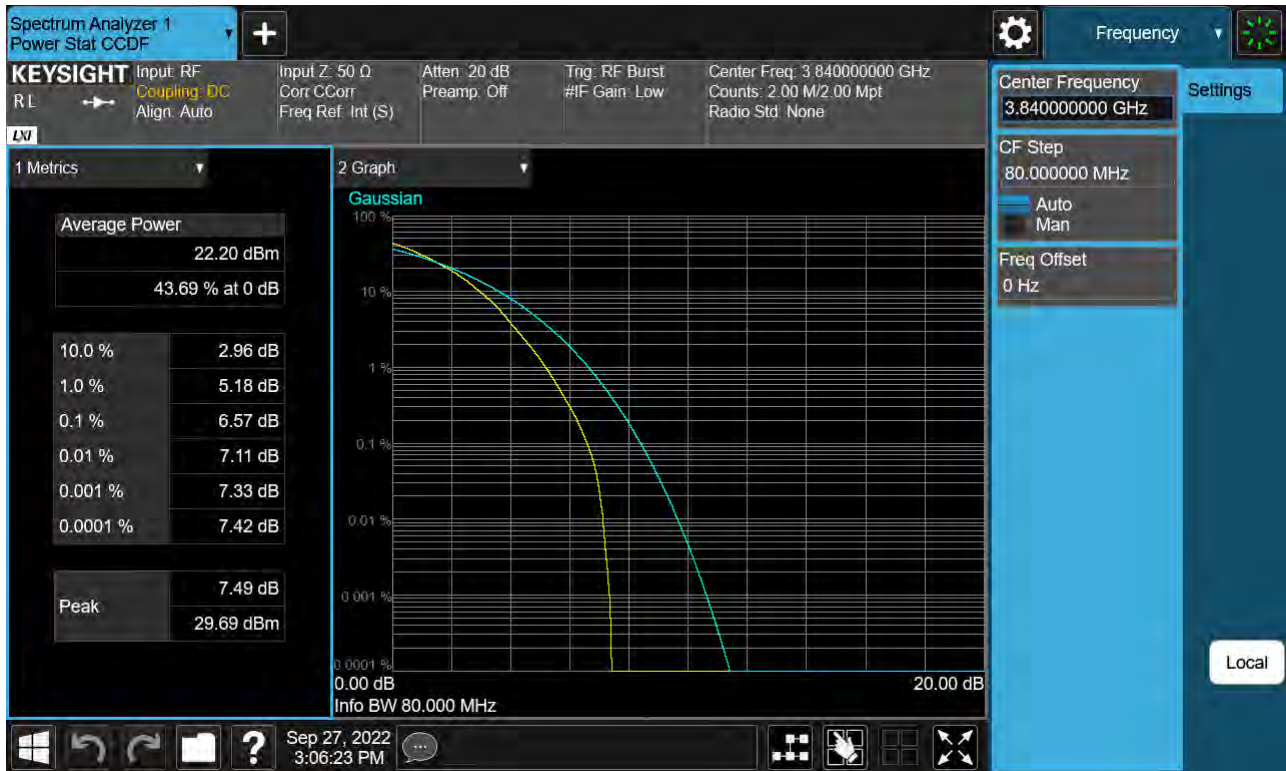 Spectrum Analyzer 1
Power Stat CCDF
Frequency
KEYSIGHT
RL
LXI
Input: RF
Coupling: DC
Align: Auto
Input Z: 50 Ω
Corr CCorr
Freq Ref: Int (S)
Atten: 20 dB
Preamp: Off
Trig: RF Burst
#IF Gain: Low
Center Freq: 3.840000000 GHz
Counts: 2.00 M/2.00 Mpt
Radio Std: None
1 Metrics
Average Power
22.20 dBm
43.69 % at 0 dB
10.0 % 2.96 dB
1.0 % 5.18 dB
0.1 % 6.57 dB
0.01 % 7.11 dB
0.001 % 7.33 dB
0.0001 % 7.42 dB
Peak
7.49 dB
29.69 dBm
2 Graph
Gaussian
100 %
10 %
1 %
0.1 %
0.01 %
0.001 %
0.0001 %
0.00 dB 20.00 dB
Info BW 80.000 MHz
Center Frequency
3.840000000 GHz
CF Step
80.000000 MHz
Auto
Man
Freq Offset
0 Hz
Settings
Local
?
Sep 27, 2022
3:06:23 PM